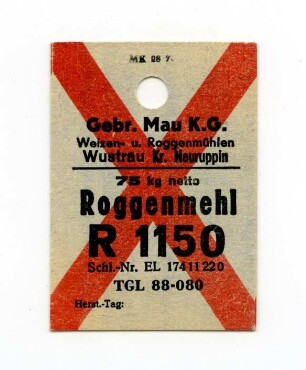 MK 28 7.
Gebr. Mau K.G.
Weizen- u. Roggenmühlen
Wustrau Kr. Neuruppin
75 kg netto
Roggenmehl
R 1150
Schl.-Nr. EL 17411220
TGL 88-080
Herst.-Tag: